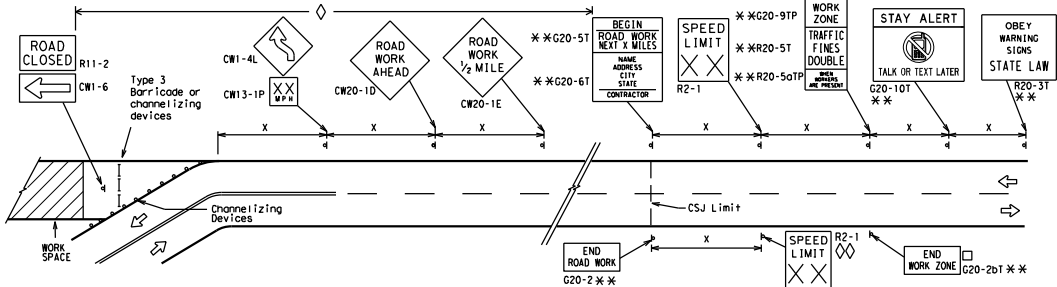 ROAD
CLOSED
R11-2
CW1-6
Type 3
Barricade or
channelizing
devices
CW1-4L
XX
MPH
CW13-1P
ROAD
WORK
AHEAD
CW20-1D
ROAD
WORK
1/2 MILE
CW20-1E
**G20-5T
**G20-6T
BEGIN
ROAD WORK
NEXT X MILES
NAME
ADDRESS
CITY
STATE
CONTRACTOR
SPEED
LIMIT
XX
R2-1
**G20-9TP
**R20-5T
**R20-5aTP
WORK
ZONE
TRAFFIC
FINES
DOUBLE
WHEN
WORKERS
ARE PRESENT
STAY ALERT
TALK OR TEXT LATER
G20-10T
**
OBEY
WARNING
SIGNS
STATE LAW
R20-3T
**
X X X X X X X
Channelizing
Devices
WORK
SPACE
CSJ Limit
END
ROAD WORK
G20-2 **
X
SPEED
LIMIT
XX
R2-1
END
WORK ZONE
G20-2bT **